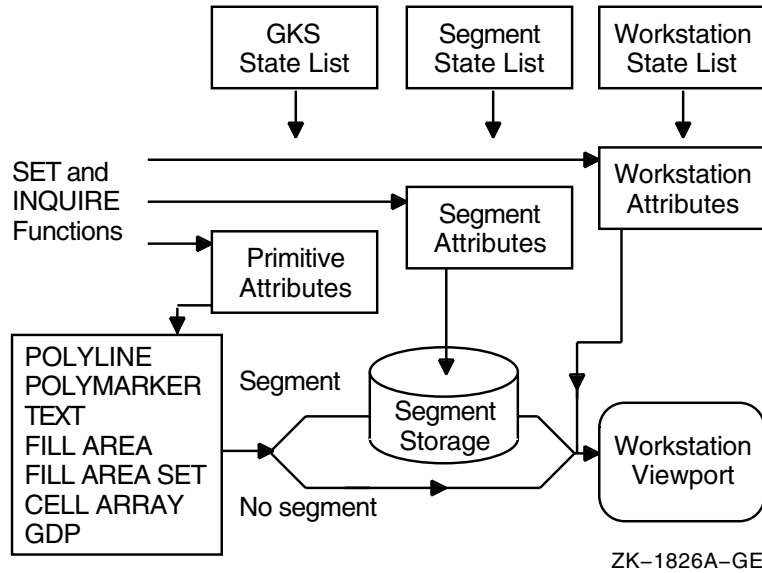 GKS
State List
Segment
State List
Workstation
State List
SET and
INQUIRE
Functions
Workstation
Attributes
Segment
Attributes
Primitive
Attributes
POLYLINE
POLYMARKER
TEXT
FILL AREA
FILL AREA SET
CELL ARRAY
GDP
Segment
Segment
Storage
No segment
Workstation
Viewport
ZK−1826A−GE